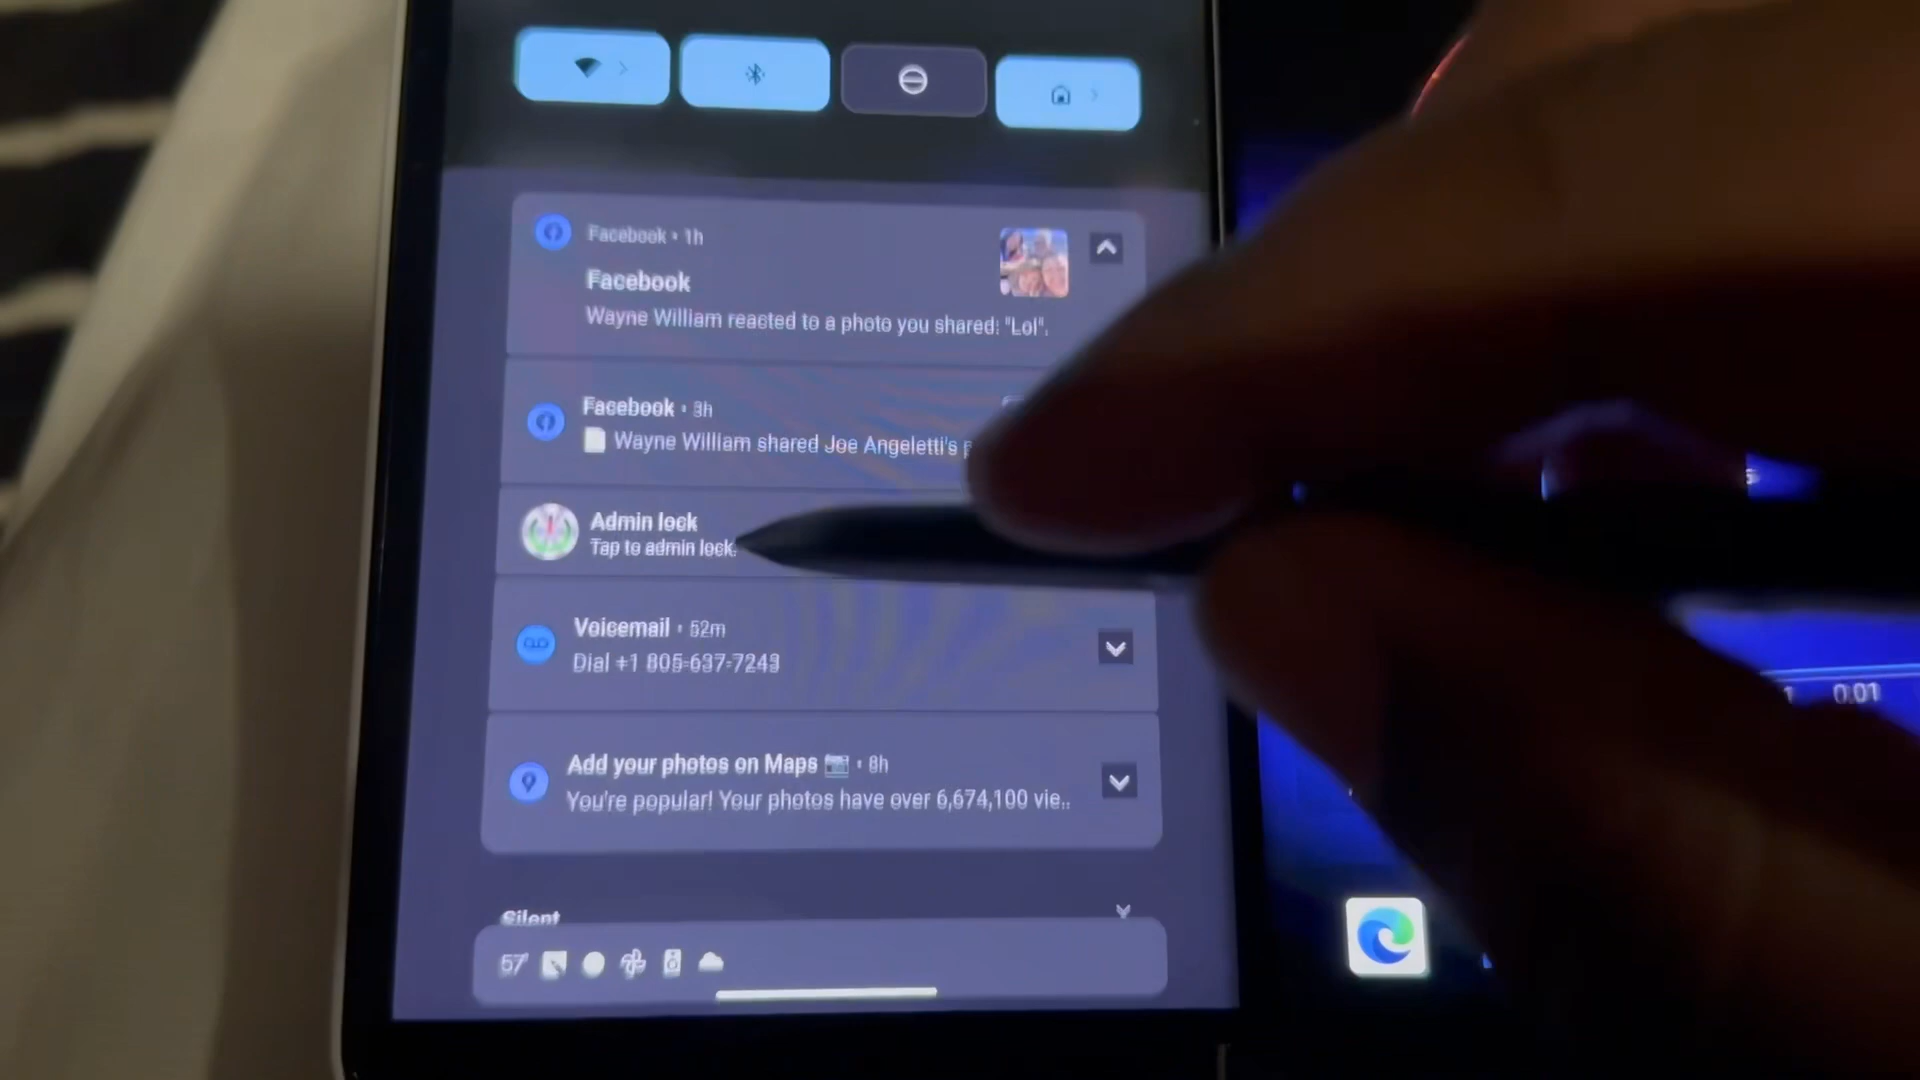 Facebook • 1h
Facebook
Wayne William reacted to a photo you shared: "Lol".
Facebook • 3h
Wayne William shared Joe Angeletti's
Admin lock
Tap to admin lock.
Voicemail • 52m
Dial +1 805-637-7243
Add your photos on Maps 📷 • 8h
You're popular! Your photos have over 6,674,100 vie..
Silent
57°
0.01